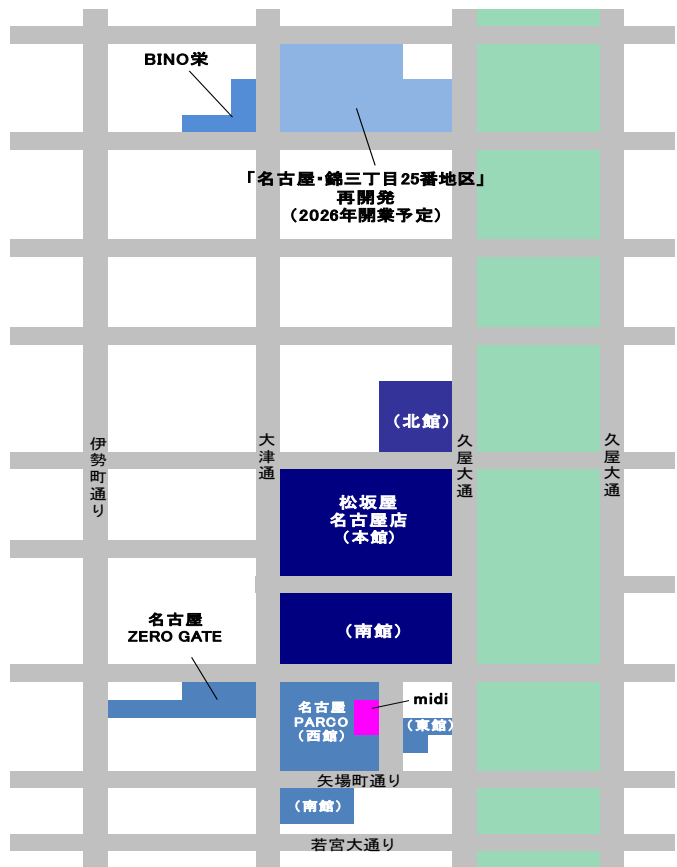 BINO栄
「名古屋・錦三丁目25番地区」
再開発
（2026年開業予定）
（北館）
伊勢町通り
大津通
久屋大通
久屋大通
松坂屋
名古屋店
（本館）
名古屋
ZERO GATE
（南館）
名古屋
PARCO
（西館）
midi
（東館）
矢場町通り
（南館）
若宮大通り